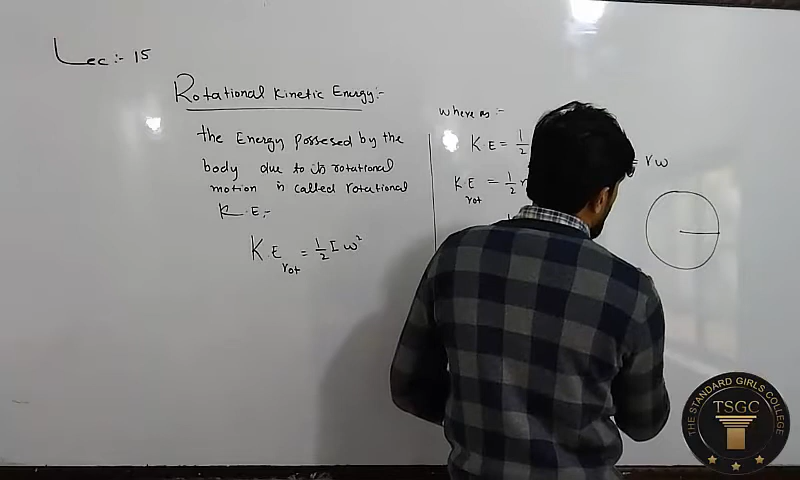 Lec:- 15
Rotational Kinetic Energy:-
the Energy possesed by the
body due to its rotational
motion is called rotational
K.E:-
K.E rot = 1/2 I ω²
where as :-
K.E = 1/2
= rω
K.E rot = 1/2
THE STANDARD GIRLS COLLEGE
TSGC